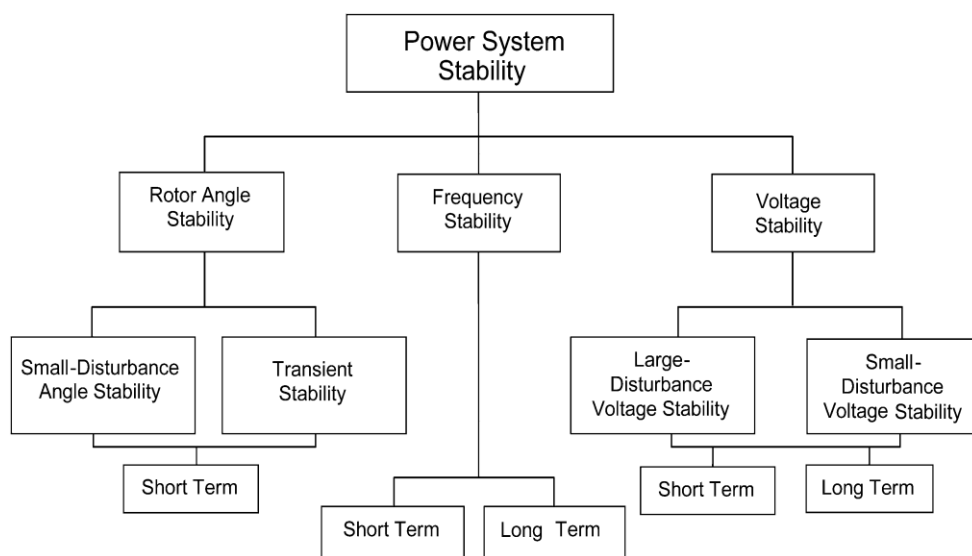 Power System
Stability
Rotor Angle
Stability
Frequency
Stability
Voltage
Stability
Small-Disturbance
Angle Stability
Transient
Stability
Large-
Disturbance
Voltage Stability
Small-
Disturbance
Voltage Stability
Short Term
Short Term
Long Term
Short Term
Long Term